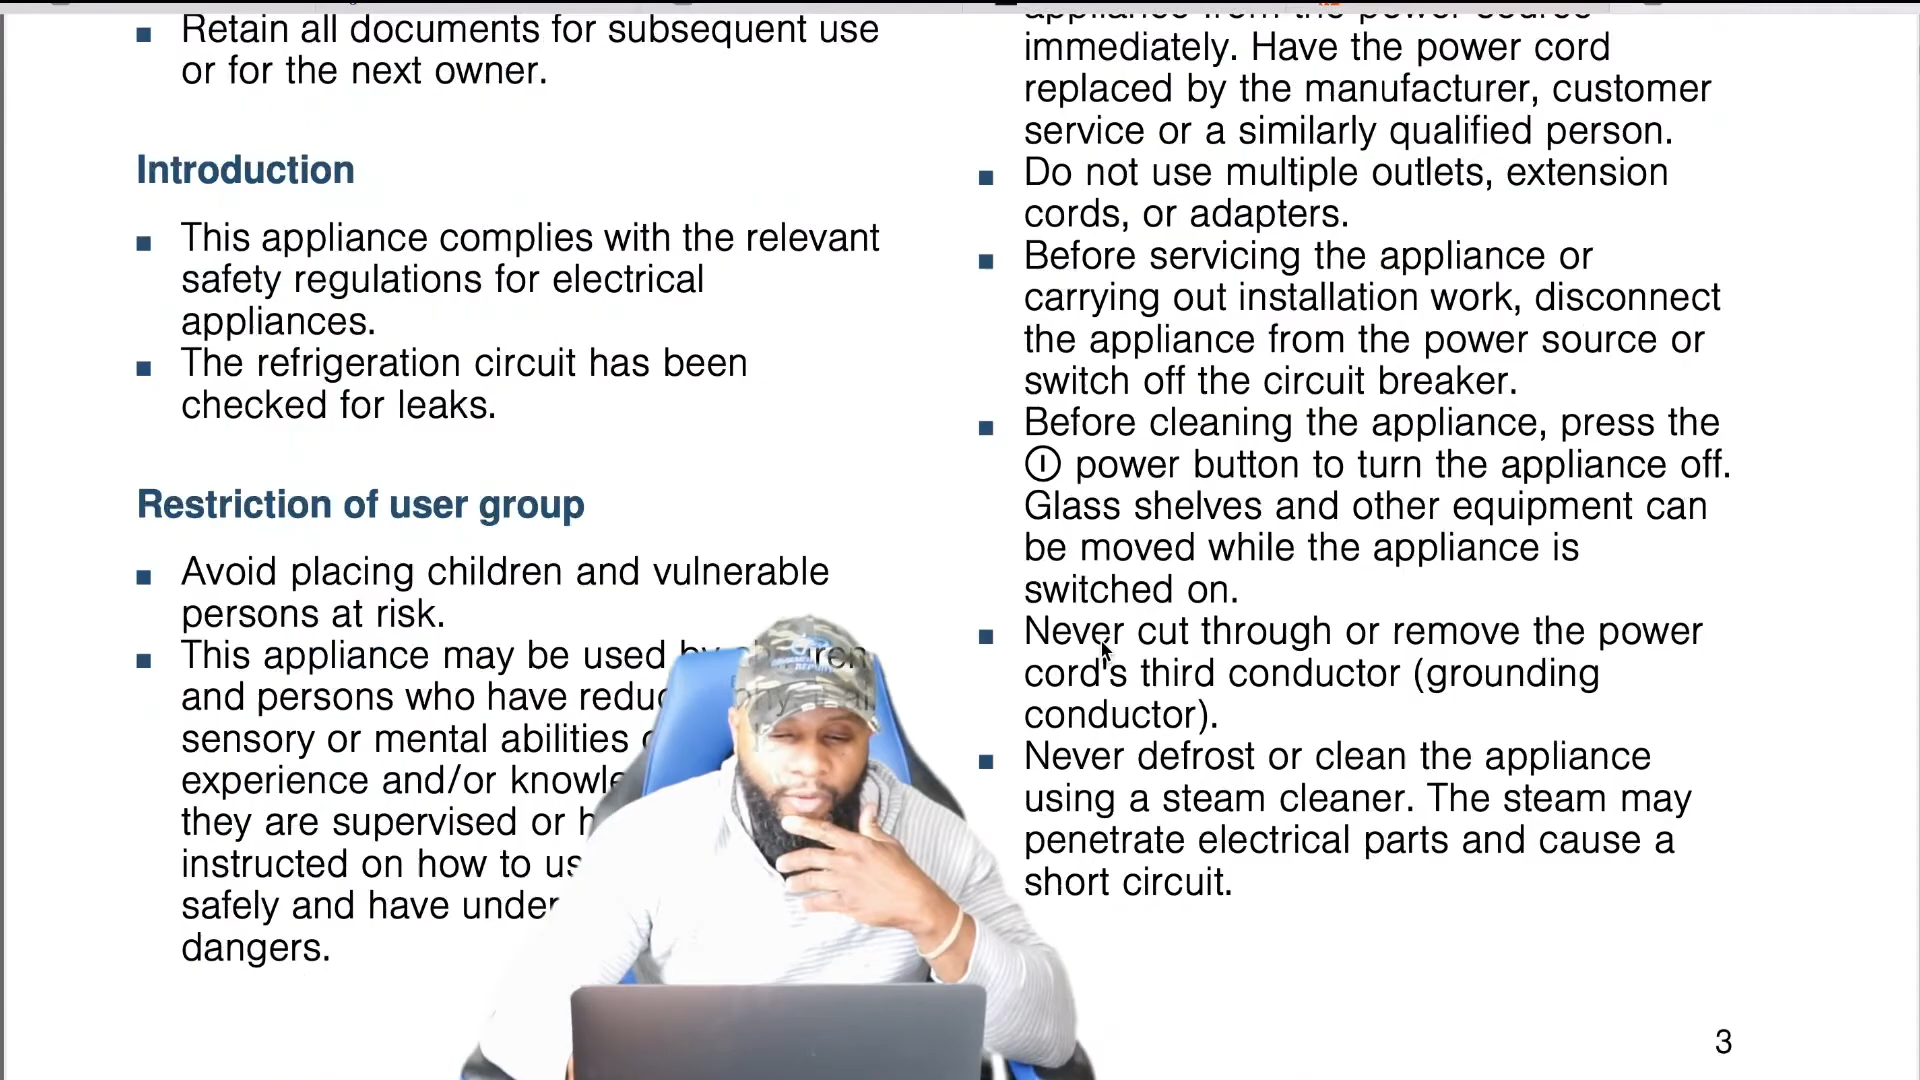 Retain all documents for subsequent use
or for the next owner.
Introduction
This appliance complies with the relevant
safety regulations for electrical
appliances.
The refrigeration circuit has been
checked for leaks.
Restriction of user group
Avoid placing children and vulnerable
persons at risk.
This appliance may be used by children
and persons who have
sensory or mental abilities
experience and/or
they are supervised or
instructed on how to
safely and have
dangers.
appliance from the power source
immediately. Have the power cord
replaced by the manufacturer, customer
service or a similarly qualified person.
Do not use multiple outlets, extension
cords, or adapters.
Before servicing the appliance or
carrying out installation work, disconnect
the appliance from the power source or
switch off the circuit breaker.
Before cleaning the appliance, press the
power button to turn the appliance off.
Glass shelves and other equipment can
be moved while the appliance is
switched on.
Never cut through or remove the power
cord's third conductor (grounding
conductor).
Never defrost or clean the appliance
using a steam cleaner. The steam may
penetrate electrical parts and cause a
short circuit.
3